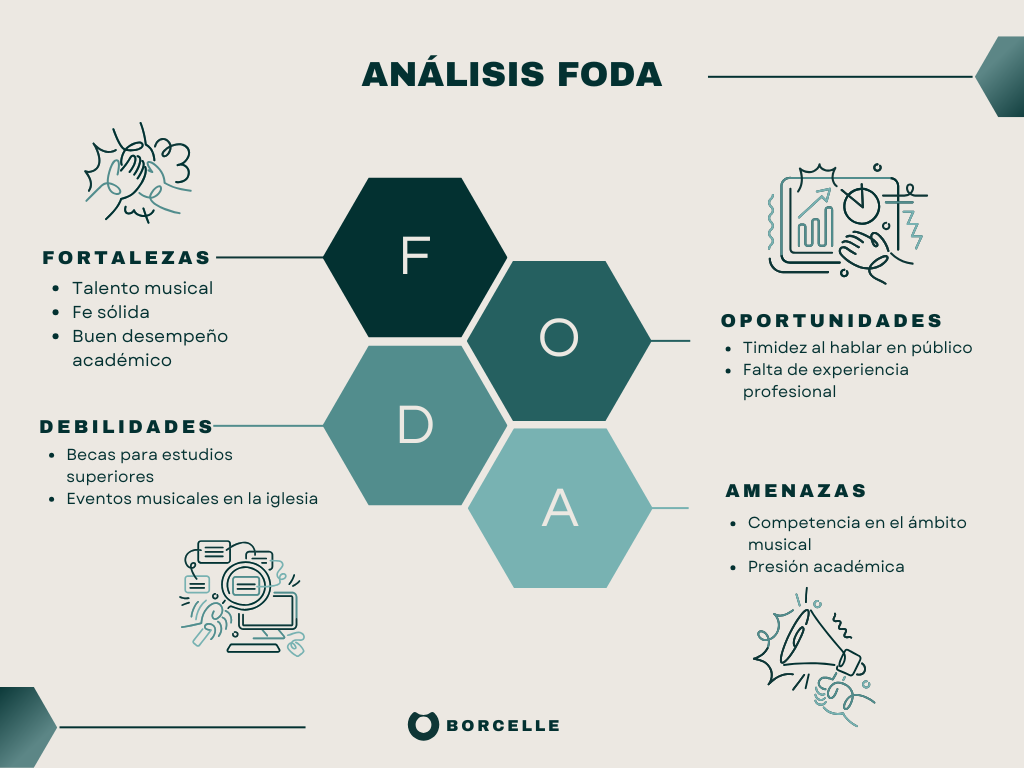 ANÁLISIS FODA
F
FORTALEZAS
• Talento musical
• Fe sólida
• Buen desempeño
académico
O
OPORTUNIDADES
• Timidez al hablar en público
• Falta de experiencia
profesional
D
DEBILIDADES
• Becas para estudios
superiores
• Eventos musicales en la iglesia
A
AMENAZAS
• Competencia en el ámbito
musical
• Presión académica
BORCELLE